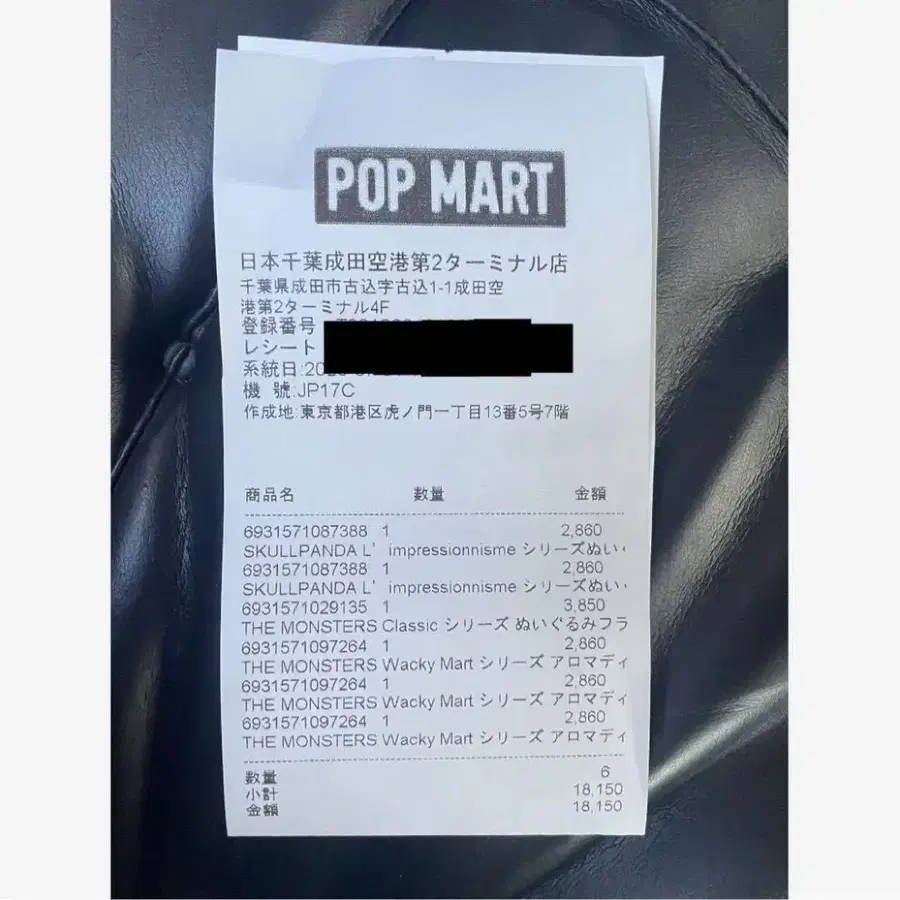 POP MART
日本千葉成田空港第2ターミナル店
千葉県成田市古込字古込1-1成田空
港第2ターミナル4F
登録番号
レシート
系統日:
機 號:JP17C
作成地:東京都港区虎ノ門一丁目13番5号7階
商品名 数量 金額
6931571087388 1 2,860
SKULLPANDA L' impressionnisme シリーズぬい
6931571087388 1 2,860
SKULLPANDA L' impressionnisme シリーズぬい
6931571029135 1 3,850
THE MONSTERS Classic シリーズ ぬいぐるみフラ
6931571097264 1 2,860
THE MONSTERS Wacky Mart シリーズ アロマディ
6931571097264 1 2,860
THE MONSTERS Wacky Mart シリーズ アロマディ
6931571097264 1 2,860
THE MONSTERS Wacky Mart シリーズ アロマディ
數量 6
小計 18,150
金額 18,150